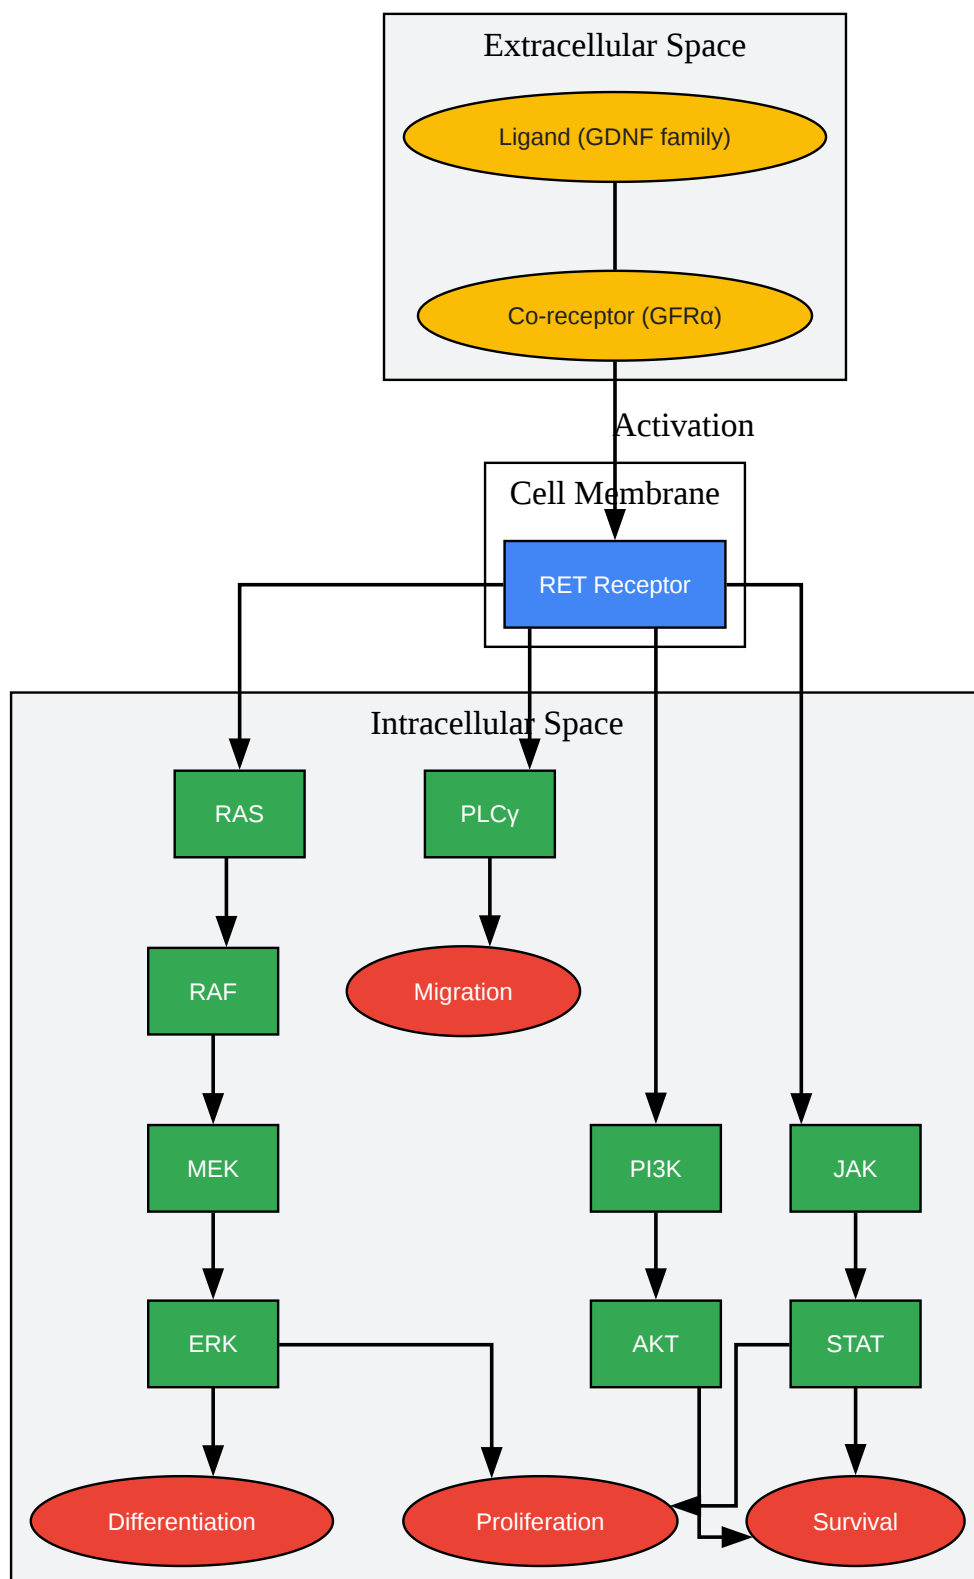 Extracellular Space
Ligand (GDNF family)
Co-receptor (GFRα)
Activation
Cell Membrane
RET Receptor
Intracellular Space
RAS
PLCγ
RAF
Migration
MEK
PI3K
JAK
ERK
AKT
STAT
Differentiation
Proliferation
Survival